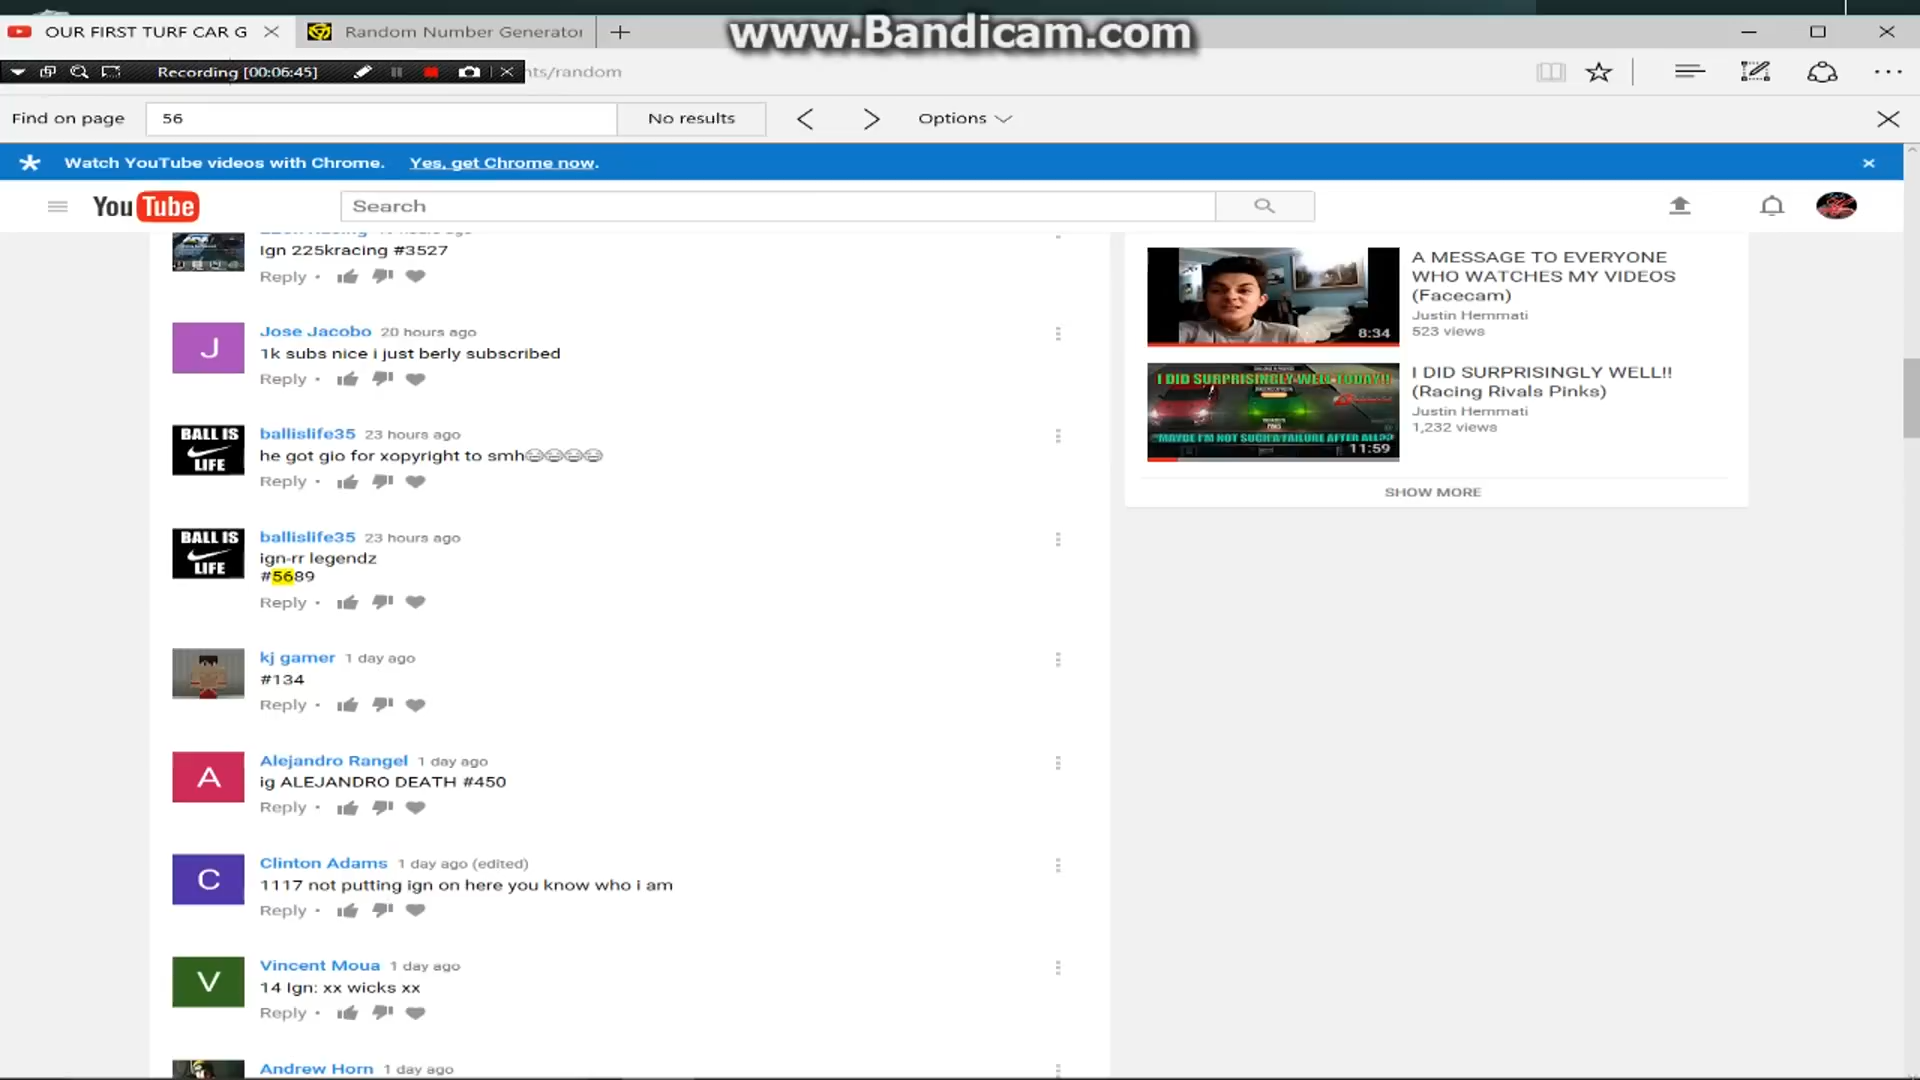 www.Bandicam.com
OUR FIRST TURF CAR G
Random Number Generator
Recording [00:06:45]
nts/random
Find on page
56
No results
Options
Watch YouTube videos with Chrome. Yes, get Chrome now.
YouTube
Search
Ign 225kracing #3527
Reply •
J
Jose Jacobo 20 hours ago
1k subs nice i just berly subscribed
Reply •
BALL IS LIFE
ballislife35 23 hours ago
he got gio for xopyright to smh😂😂😂😂
Reply •
BALL IS LIFE
ballislife35 23 hours ago
ign-rr legendz
#5689
Reply •
kj gamer 1 day ago
#134
Reply •
A
Alejandro Rangel 1 day ago
ig ALEJANDRO DEATH #450
Reply •
C
Clinton Adams 1 day ago (edited)
1117 not putting ign on here you know who i am
Reply •
V
Vincent Moua 1 day ago
14 Ign: xx wicks xx
Reply •
Andrew Horn 1 day ago
A MESSAGE TO EVERYONE
WHO WATCHES MY VIDEOS
(Facecam)
Justin Hemmati
523 views
8:34
I DID SURPRISINGLY WELL TODAY!!
MAYBE I'M NOT SUCH A FAILURE AFTER ALL??
11:59
I DID SURPRISINGLY WELL!!
(Racing Rivals Pinks)
Justin Hemmati
1,232 views
SHOW MORE